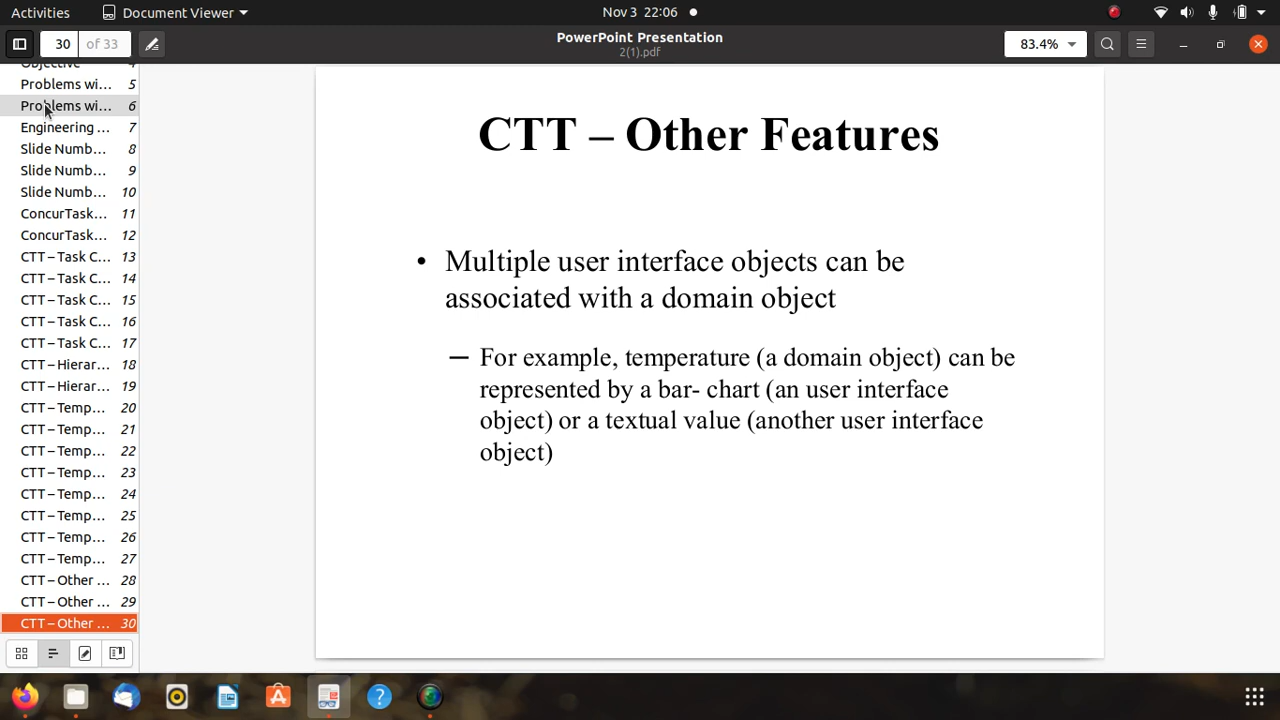 Activities
Document Viewer
Nov 3 22:06
30 of 33
PowerPoint Presentation
2(1).pdf
83.4%
Objective 4
Problems wi... 5
Problems wi... 6
Engineering ... 7
Slide Numb... 8
Slide Numb... 9
Slide Numb... 10
ConcurTask... 11
ConcurTask... 12
CTT – Task C... 13
CTT – Task C... 14
CTT – Task C... 15
CTT – Task C... 16
CTT – Task C... 17
CTT – Hierar... 18
CTT – Hierar... 19
CTT – Temp... 20
CTT – Temp... 21
CTT – Temp... 22
CTT – Temp... 23
CTT – Temp... 24
CTT – Temp... 25
CTT – Temp... 26
CTT – Temp... 27
CTT – Other ... 28
CTT – Other ... 29
CTT – Other ... 30
CTT – Other Features
• Multiple user interface objects can be
associated with a domain object
– For example, temperature (a domain object) can be
represented by a bar- chart (an user interface
object) or a textual value (another user interface
object)